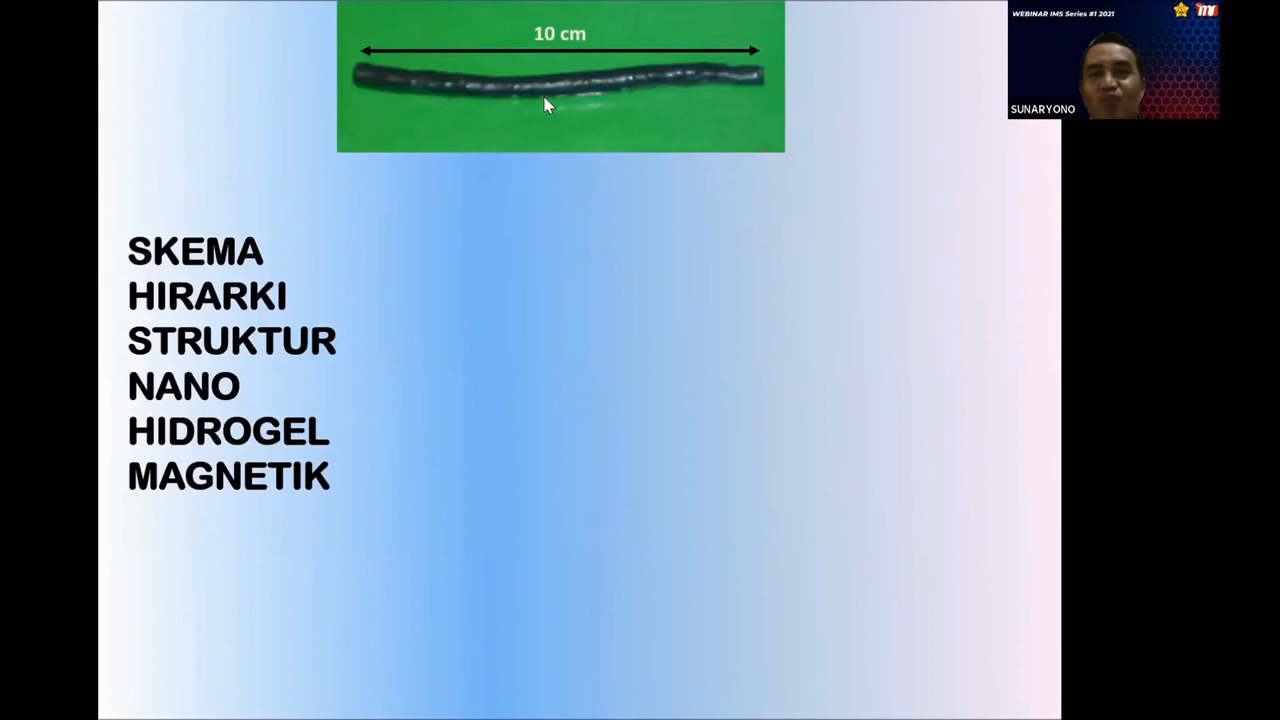 10 cm
WEBINAR IMS Series #1 2021
SUNARYONO
SKEMA
HIRARKI
STRUKTUR
NANO
HIDROGEL
MAGNETIK